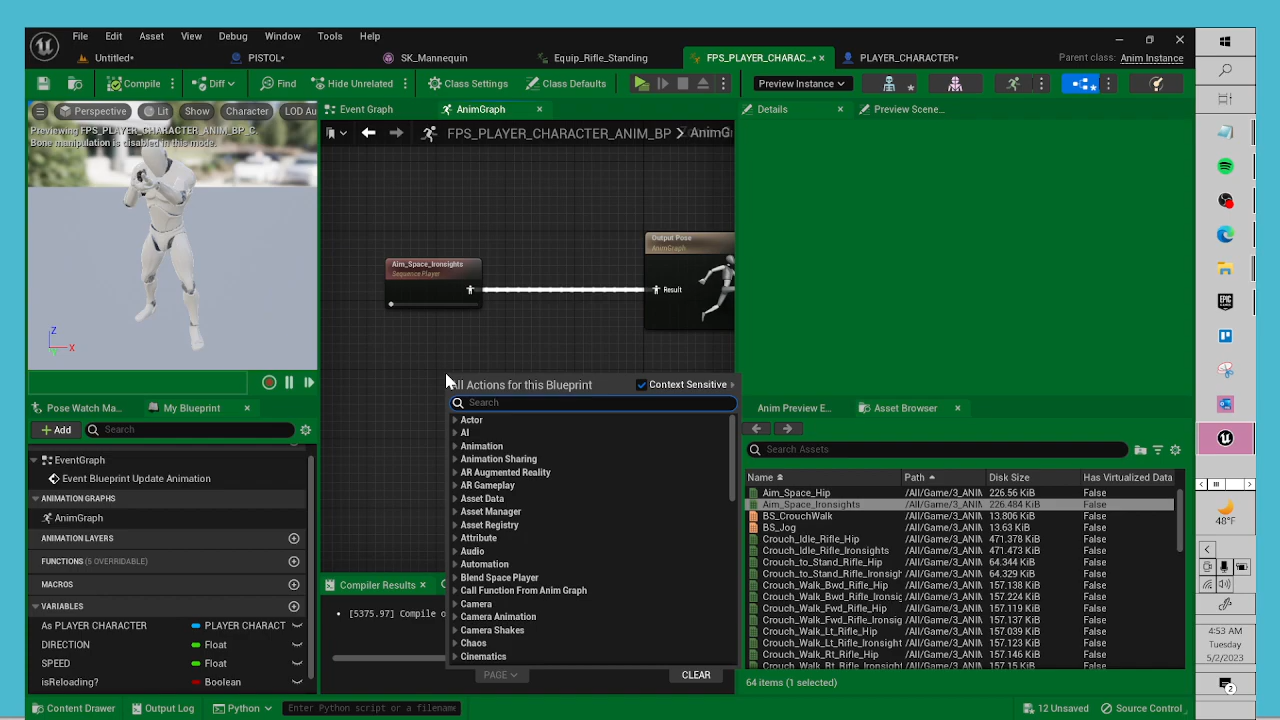 File Edit Asset View Debug Window Tools Help
Untitled*
PISTOL*
SK_Mannequin
Equip_Rifle_Standing
FPS_PLAYER_CHARAC...*
PLAYER_CHARACTER*
Parent class: Anim Instance
Compile
Diff
Find
Hide Unrelated
Class Settings
Class Defaults
Preview Instance
Perspective
Lit
Show
Character
LOD Au
Previewing FPS_PLAYER_CHARACTER_ANIM_BP_C.
Bone manipulation is disabled in this mode.
Z
X
Event Graph
AnimGraph
FPS_PLAYER_CHARACTER_ANIM_BP > AnimGr
Aim_Space_Ironsights
Sequence Player
Output Pose
AnimGraph
Result
Details
Preview Scene...
Pose Watch Ma...
My Blueprint
Add
Search
EventGraph
Event Blueprint Update Animation
ANIMATION GRAPHS
AnimGraph
ANIMATION LAYERS
FUNCTIONS (5 OVERRIDABLE)
MACROS
VARIABLES
As PLAYER CHARACTER PLAYER CHARACT
DIRECTION Float
SPEED Float
isReloading? Boolean
All Actions for this Blueprint
Context Sensitive
Search
Actor
AI
Animation
Animation Sharing
AR Augmented Reality
AR Gameplay
Asset Data
Asset Manager
Asset Registry
Attribute
Audio
Automation
Blend Space Player
Call Function From Anim Graph
Camera
Camera Animation
Camera Shakes
Chaos
Cinematics
Compiler Results
[5375.97] Compile o
PAGE
CLEAR
Anim Preview E...
Asset Browser
Search Assets
Name Path Disk Size Has Virtualized Data
Aim_Space_Hip /All/Game/3_ANIM 226.56 KiB False
Aim_Space_Ironsights /All/Game/3_ANIM 226.484 KiB False
BS_CrouchWalk /All/Game/3_ANIM 13.806 KiB False
BS_Jog /All/Game/3_ANIM 13.63 KiB False
Crouch_Idle_Rifle_Hip /All/Game/3_ANIM 471.378 KiB False
Crouch_Idle_Rifle_Ironsights /All/Game/3_ANIM 471.473 KiB False
Crouch_to_Stand_Rifle_Hip /All/Game/3_ANIM 64.344 KiB False
Crouch_to_Stand_Rifle_Ironsigh /All/Game/3_ANIM 64.329 KiB False
Crouch_Walk_Bwd_Rifle_Hip /All/Game/3_ANIM 157.138 KiB False
Crouch_Walk_Bwd_Rifle_Ironsig /All/Game/3_ANIM 157.224 KiB False
Crouch_Walk_Fwd_Rifle_Hip /All/Game/3_ANIM 157.119 KiB False
Crouch_Walk_Fwd_Rifle_Ironsig /All/Game/3_ANIM 157.137 KiB False
Crouch_Walk_Lt_Rifle_Hip /All/Game/3_ANIM 157.039 KiB False
Crouch_Walk_Lt_Rifle_Ironsight /All/Game/3_ANIM 157.123 KiB False
Crouch_Walk_Rt_Rifle_Hip /All/Game/3_ANIM 157.146 KiB False
Crouch_Walk_Rt_Rifle_Ironsight /All/Game/3_ANIM 157.15 KiB False
64 items (1 selected)
Content Drawer
Output Log
Python
Enter Python script or a filename
12 Unsaved
Source Control
EPIC GAMES
48°F
4:53 AM
Tuesday
5/2/2023
2